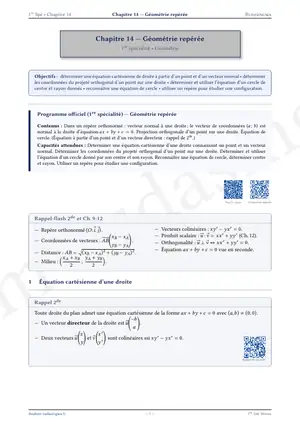 1re Spé • Chapitre 14
Chapitre 14 — Géométrie repérée
Chapitre 14 — Géométrie repérée
1re spécialité • Géométrie
Objectifs : déterminer une équation cartésienne de droite à partir d'un point et d'un vecteur normal • déterminer
les coordonnées du projeté orthogonal d'un point sur une droite • déterminer et utiliser l'équation d'un cercle de
centre et rayon donnés • reconnaître une équation de cercle • utiliser un repère pour étudier une configuration.
Programme officiel (1re spécialité) — Géométrie repérée
Contenus : Dans un repère orthonormé : vecteur normal à une droite ; le vecteur de coordonnées (a; b) est
normal à la droite d'équation ax + by + c = 0. Projection orthogonale d'un point sur une droite. Équation de
cercle. (Équation de droite à partir d'un point et d'un vecteur directeur : rappel de 2de.)
Capacités attendues : Déterminer une équation cartésienne d'une droite connaissant un point et un vecteur
normal. Déterminer les coordonnées du projeté orthogonal d'un point sur une droite. Déterminer et utiliser
l'équation d'un cercle donné par son centre et son rayon. Reconnaître une équation de cercle, déterminer centre
et rayon. Utiliser un repère pour étudier une configuration.
Rappel-flash 2de et Ch. 9-12
— Repère orthonormé (O;i,j).
— Coordonnées de vecteurs : AB(xB − xA yB − yA)
— Distance : AB = √(xB − xA)² + (yB − yA)².
— Milieu : (xA + xB / 2 ; yA + yB / 2).
— Vecteurs colinéaires : xy′ − yx′ = 0.
— Produit scalaire : u · v = xx′ + yy′ (Ch. 12).
— Orthogonalité : u ⊥ v ⇔ xx′ + yy′ = 0.
— Équation ax + by + c = 0 vue en seconde.
1 Équation cartésienne d'une droite
Rappel 2de
Toute droite du plan admet une équation cartésienne de la forme ax + by + c = 0 avec (a, b) ≠ (0, 0).
— Un vecteur directeur de la droite est u(−b a).
— Deux vecteurs u(x y) et v(x′ y′) sont colinéaires ssi xy′ − yx′ = 0.
– 1 –